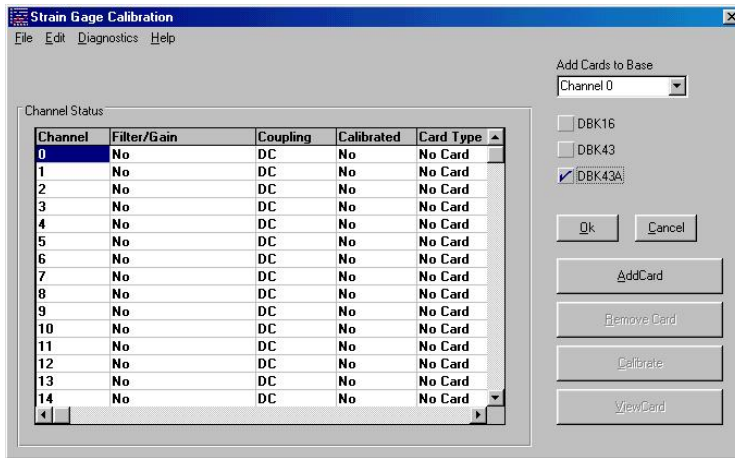 Strain Gage Calibration
File Edit Diagnostics Help
Add Cards to Base
Channel 0
Channel Status
Channel Filter/Gain Coupling Calibrated Card Type
0 No DC No No Card
1 No DC No No Card
2 No DC No No Card
3 No DC No No Card
4 No DC No No Card
5 No DC No No Card
6 No DC No No Card
7 No DC No No Card
8 No DC No No Card
9 No DC No No Card
10 No DC No No Card
11 No DC No No Card
12 No DC No No Card
13 No DC No No Card
14 No DC No No Card
DBK16
DBK43
DBK43A
Ok Cancel
AddCard
Remove Card
Calibrate
ViewCard